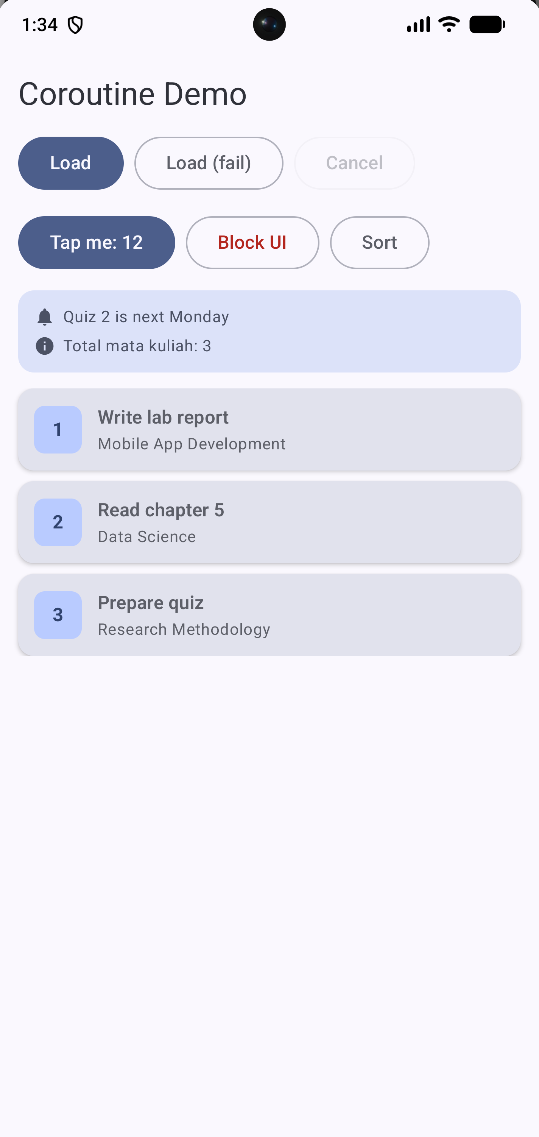 1:34
Coroutine Demo
Load Load (fail) Cancel
Tap me: 12 Block UI Sort
Quiz 2 is next Monday
Total mata kuliah: 3
1 Write lab report
Mobile App Development
2 Read chapter 5
Data Science
3 Prepare quiz
Research Methodology